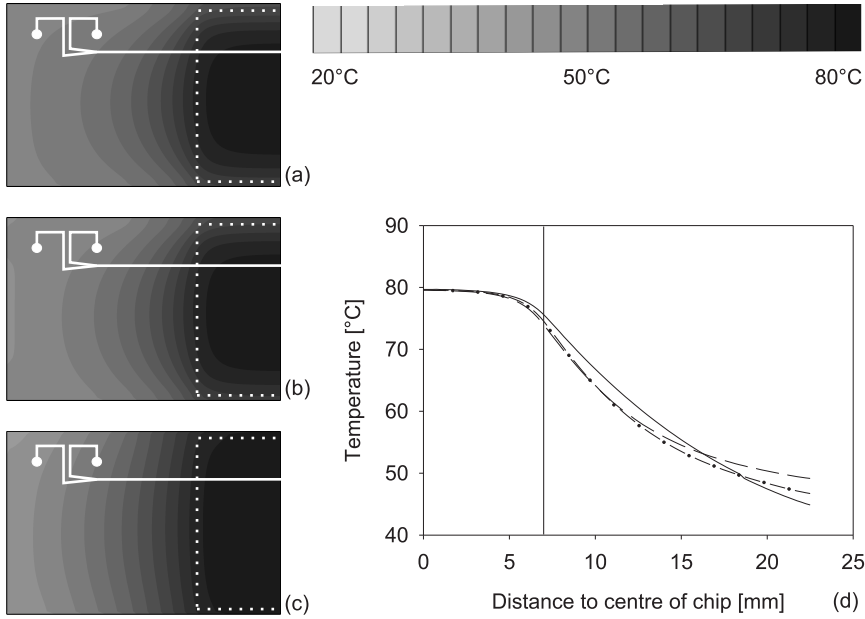 20°C 50°C 80°C
(a)
(b)
(c)
90
80
70
60
50
40
Temperature [°C]
0 5 10 15 20 25
Distance to centre of chip [mm]
(d)